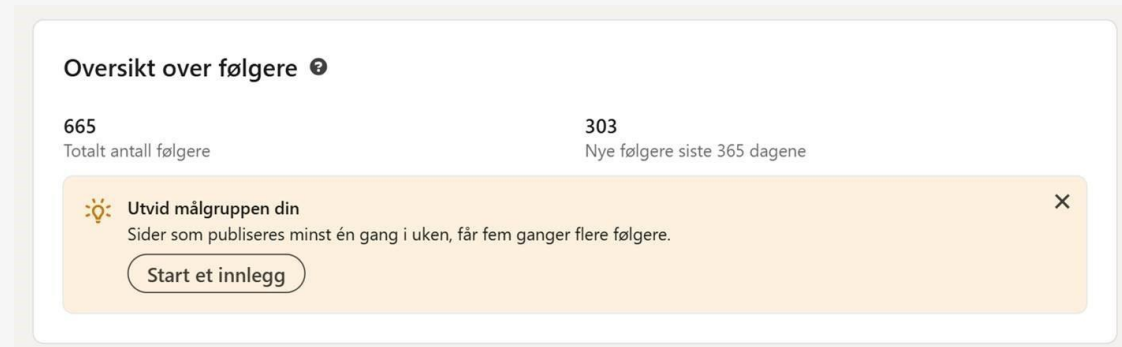 Oversikt over følgere
665
Totalt antall følgere
303
Nye følgere siste 365 dagene
Utvid målgruppen din
Sider som publiseres minst én gang i uken, får fem ganger flere følgere.
Start et innlegg